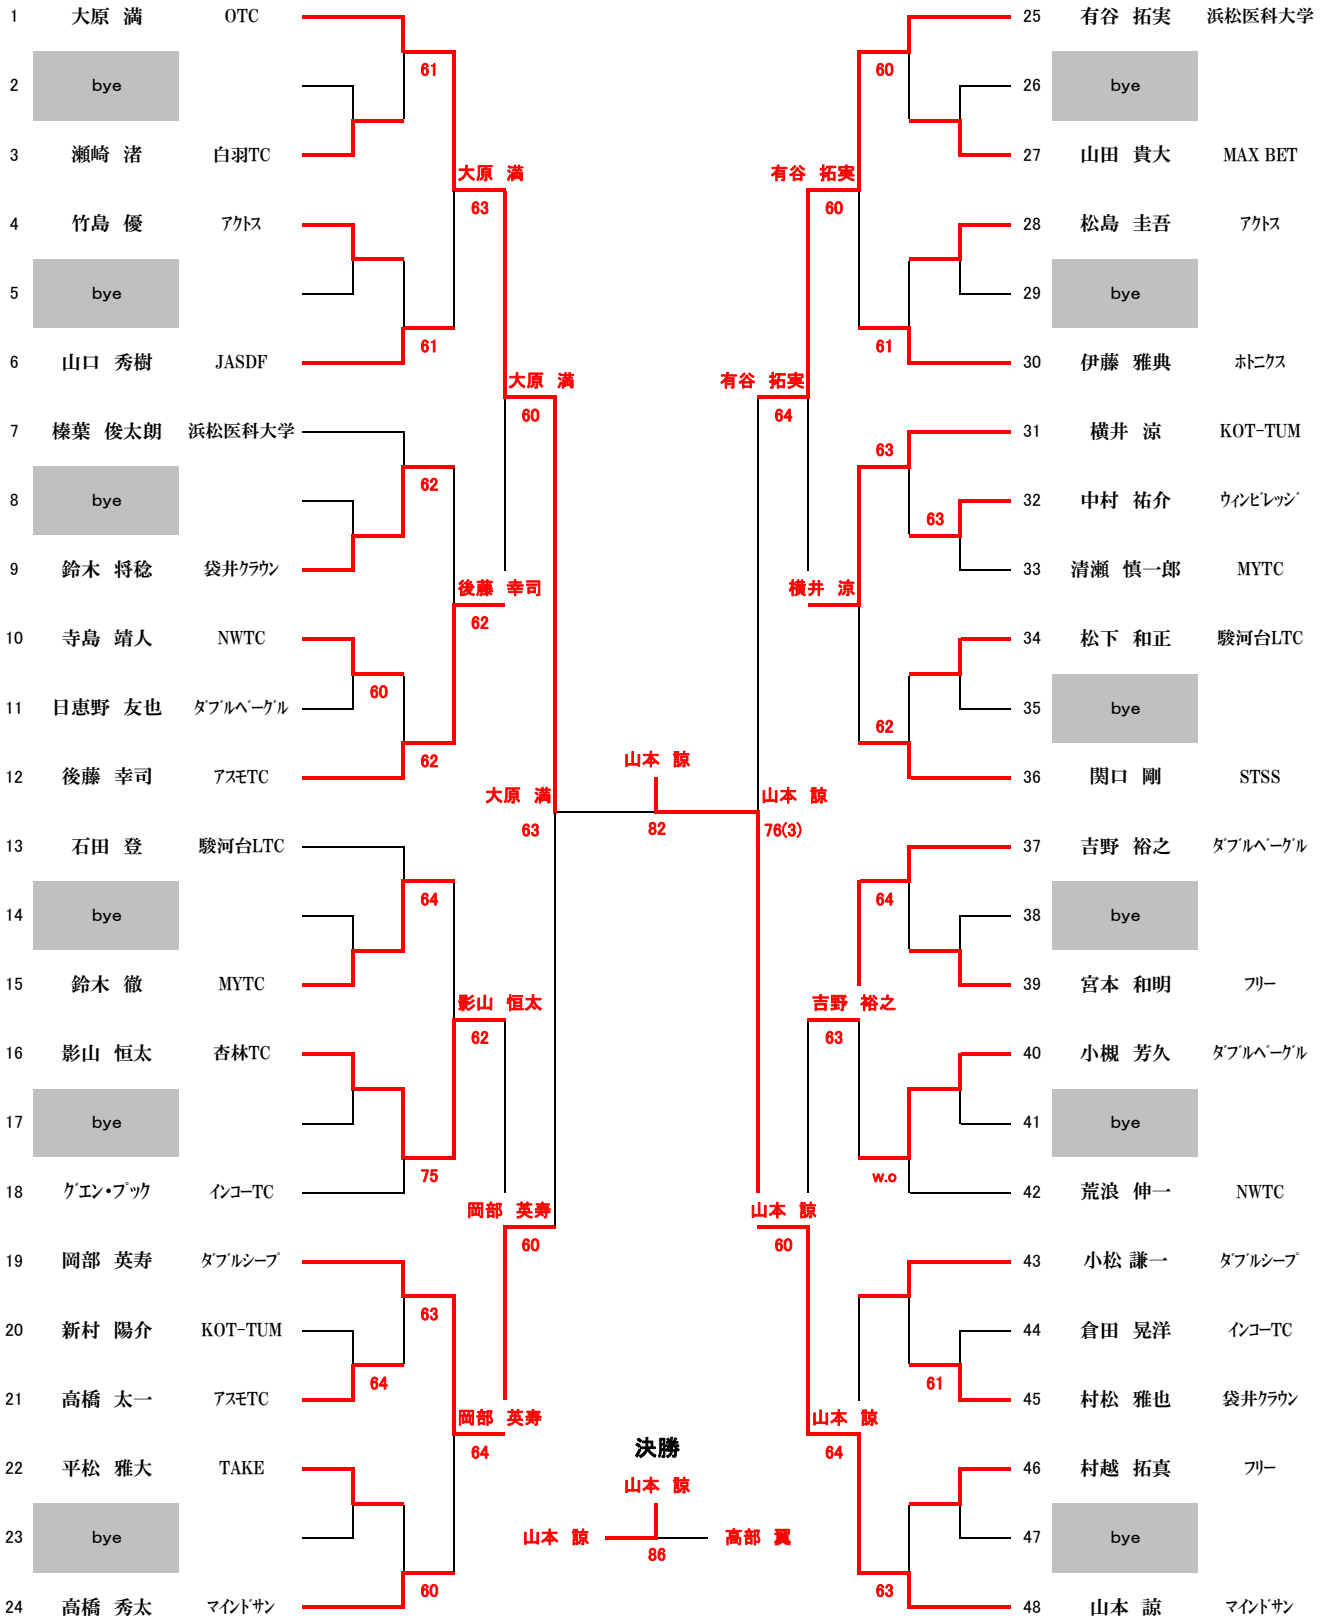 1 大原 満 OTC
61
2 bye
3 瀬崎 渚 白羽TC
大原 満
63
4 竹島 優 アクトス
5 bye
61
6 山口 秀樹 JASDF
大原 満
60
7 榛葉 俊太朗 浜松医科大学
62
8 bye
9 鈴木 将稔 袋井クラウン
後藤 幸司
62
10 寺島 靖人 NWTC
60
11 日恵野 友也 ダブルベーグル
62
12 後藤 幸司 アスモTC
大原 満
63
13 石田 登 駿河台LTC
64
14 bye
15 鈴木 徹 MYTC
影山 恒太
62
16 影山 恒太 杏林TC
17 bye
75
18 グエン・プック インコーTC
岡部 英寿
60
19 岡部 英寿 ダブルシープ
63
20 新村 陽介 KOT-TUM
64
21 高橋 太一 アスモTC
岡部 英寿
64
22 平松 雅大 TAKE
23 bye
60
24 高橋 秀太 マインドサン
山本 諒
82
決勝
山本 諒
山本 諒 高部 翼
86
25 有谷 拓実 浜松医科大学
60
26 bye
27 山田 貴大 MAX BET
有谷 拓実
60
28 松島 圭吾 アクトス
29 bye
61
30 伊藤 雅典 ホトニクス
有谷 拓実
64
31 横井 涼 KOT-TUM
63
32 中村 祐介 ウィンビレッジ
63
33 清瀬 慎一郎 MYTC
横井 涼
34 松下 和正 駿河台LTC
35 bye
62
36 関口 剛 STSS
山本 諒
76(3)
37 吉野 裕之 ダブルベーグル
64
38 bye
39 宮本 和明 フリー
吉野 裕之
63
40 小槻 芳久 ダブルベーグル
41 bye
w.o
42 荒浪 伸一 NWTC
山本 諒
60
43 小松 謙一 ダブルシープ
44 倉田 晃洋 インコーTC
61
45 村松 雅也 袋井クラウン
山本 諒
64
46 村越 拓真 フリー
47 bye
63
48 山本 諒 マインドサン